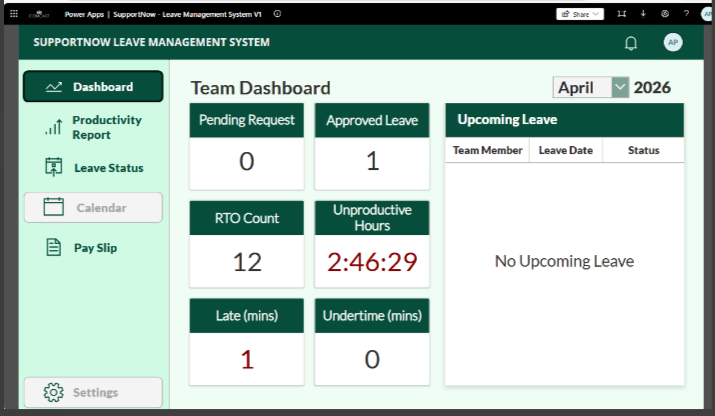 Power Apps | SupportNow - Leave Management System V1
Share
?
AP
SUPPORTNOW LEAVE MANAGEMENT SYSTEM
AP
Dashboard
Productivity
Report
Leave Status
Calendar
Pay Slip
Settings
Team Dashboard
April
2026
Pending Request
0
Approved Leave
1
RTO Count
12
Unproductive
Hours
2:46:29
Late (mins)
1
Undertime (mins)
0
Upcoming Leave
Team Member
Leave Date
Status
No Upcoming Leave